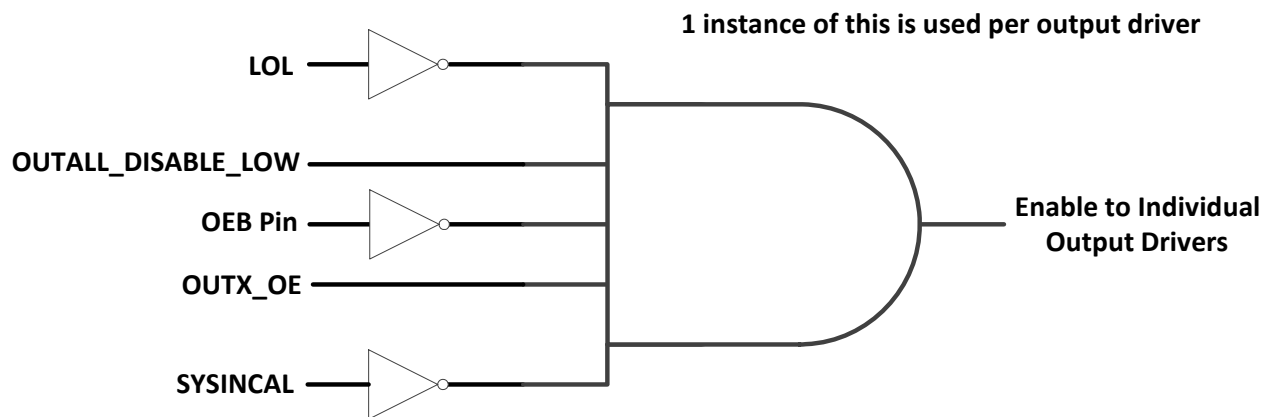 1 instance of this is used per output driver
LOL
OUTALL_DISABLE_LOW
OEB Pin
OUTX_OE
SYSINCAL
Enable to Individual
Output Drivers